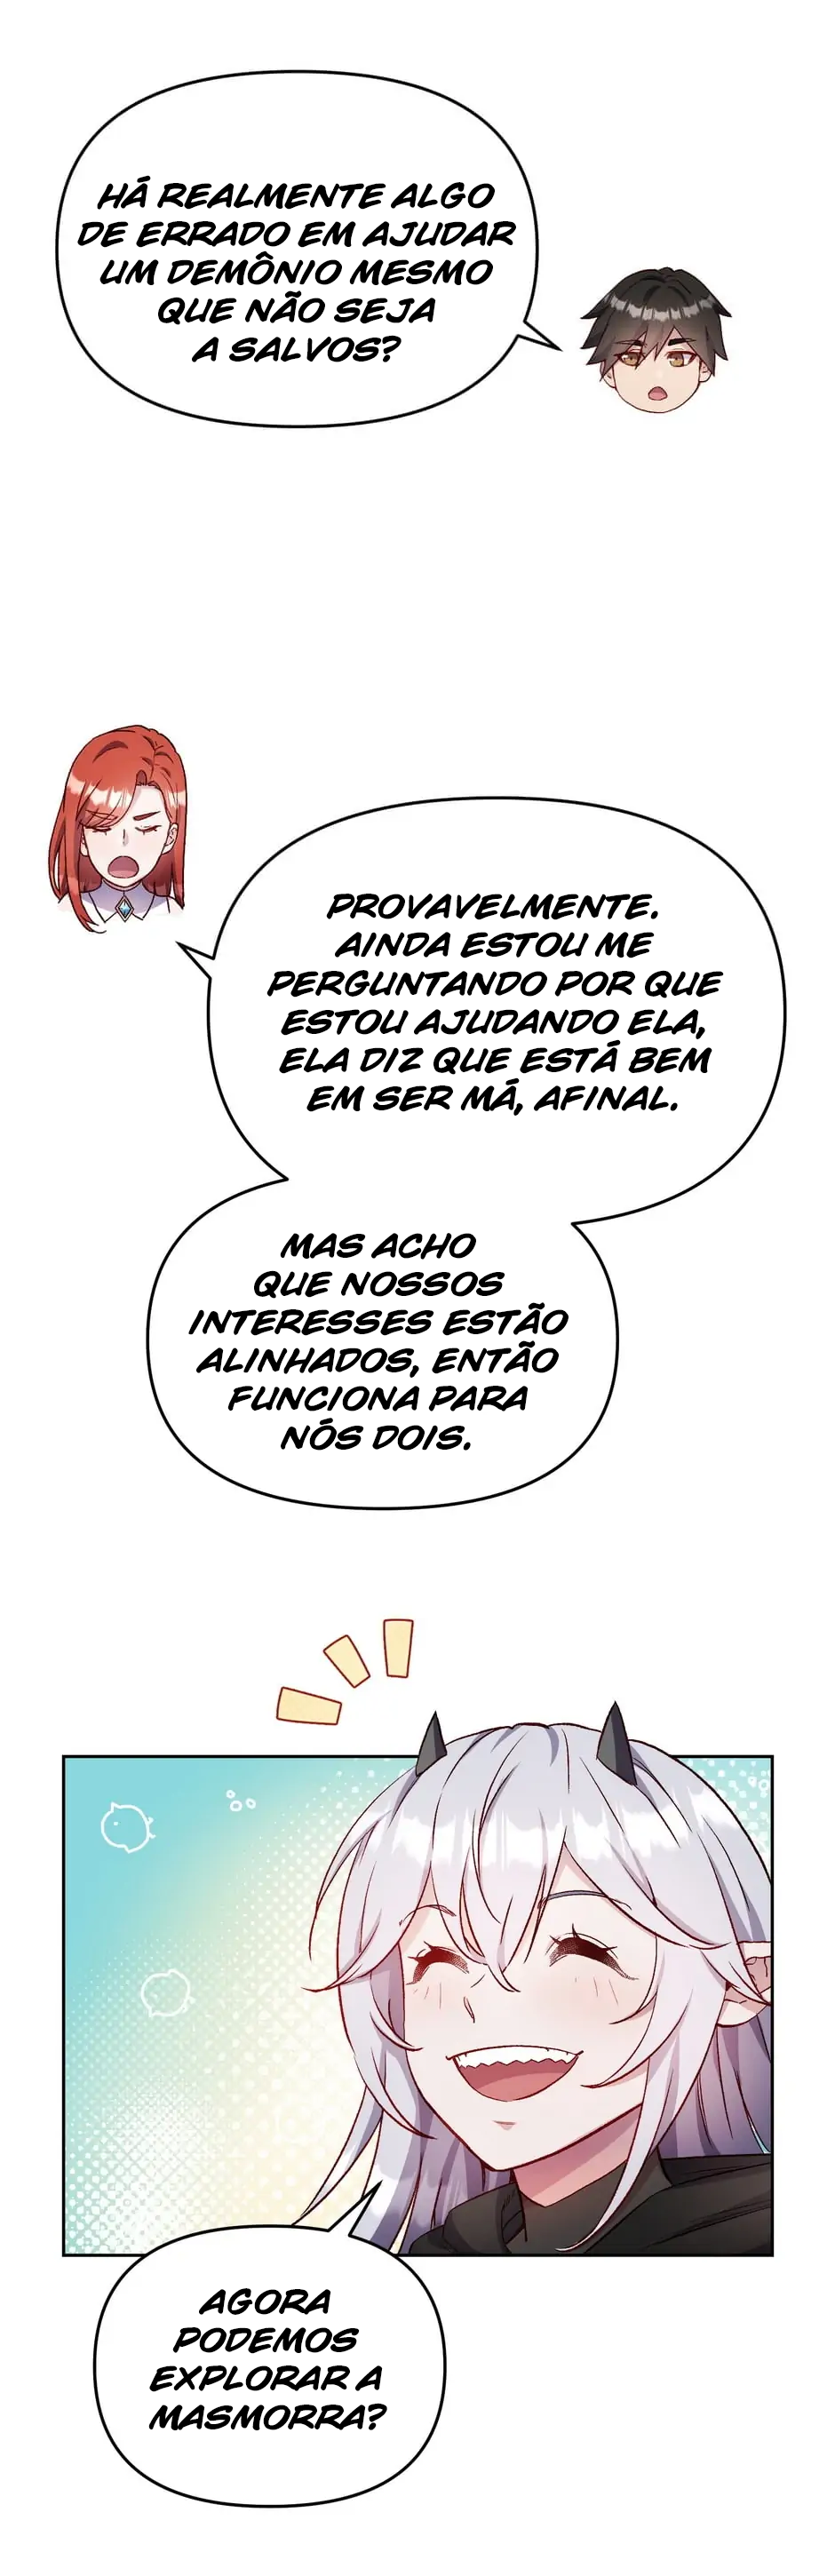 HÁ REALMENTE ALGO
DE ERRADO EM AJUDAR
UM DEMÔNIO MESMO
QUE NÃO SEJA
A SALVOS?
PROVAVELMENTE.
AINDA ESTOU ME
PERGUNTANDO POR QUE
ESTOU AJUDANDO ELA,
ELA DIZ QUE ESTÁ BEM
EM SER MÁ, AFINAL.
MAS ACHO
QUE NOSSOS
INTERESSES ESTÃO
ALINHADOS, ENTÃO
FUNCIONA PARA
NÓS DOIS.
AGORA
PODEMOS
EXPLORAR A
MASMORRA?